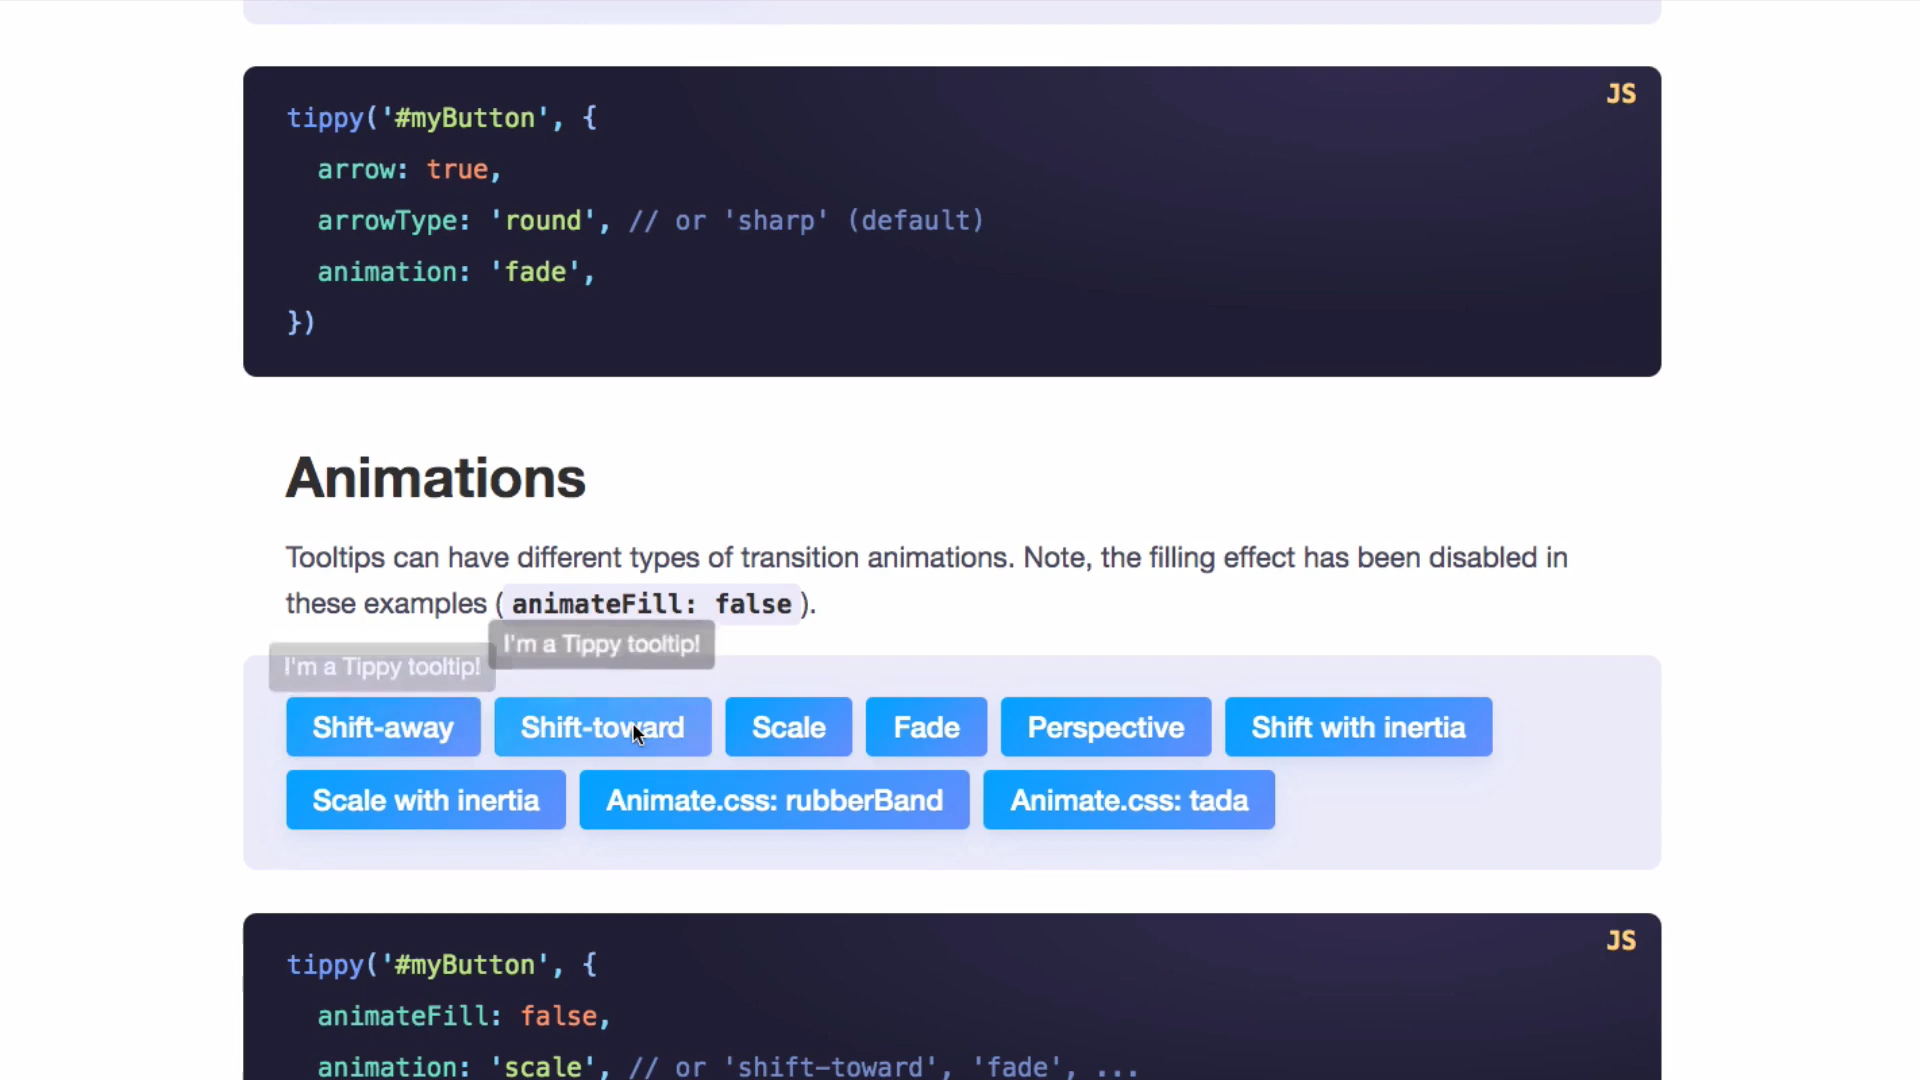 JS
tippy('#myButton', {
arrow: true,
arrowType: 'round', // or 'sharp' (default)
animation: 'fade',
})
Animations
Tooltips can have different types of transition animations. Note, the filling effect has been disabled in
these examples ( animateFill: false ).
I'm a Tippy tooltip!
I'm a Tippy tooltip!
Shift-away Shift-toward Scale Fade Perspective Shift with inertia
Scale with inertia Animate.css: rubberBand Animate.css: tada
JS
tippy('#myButton', {
animateFill: false,
animation: 'scale', // or 'shift-toward', 'fade', ...